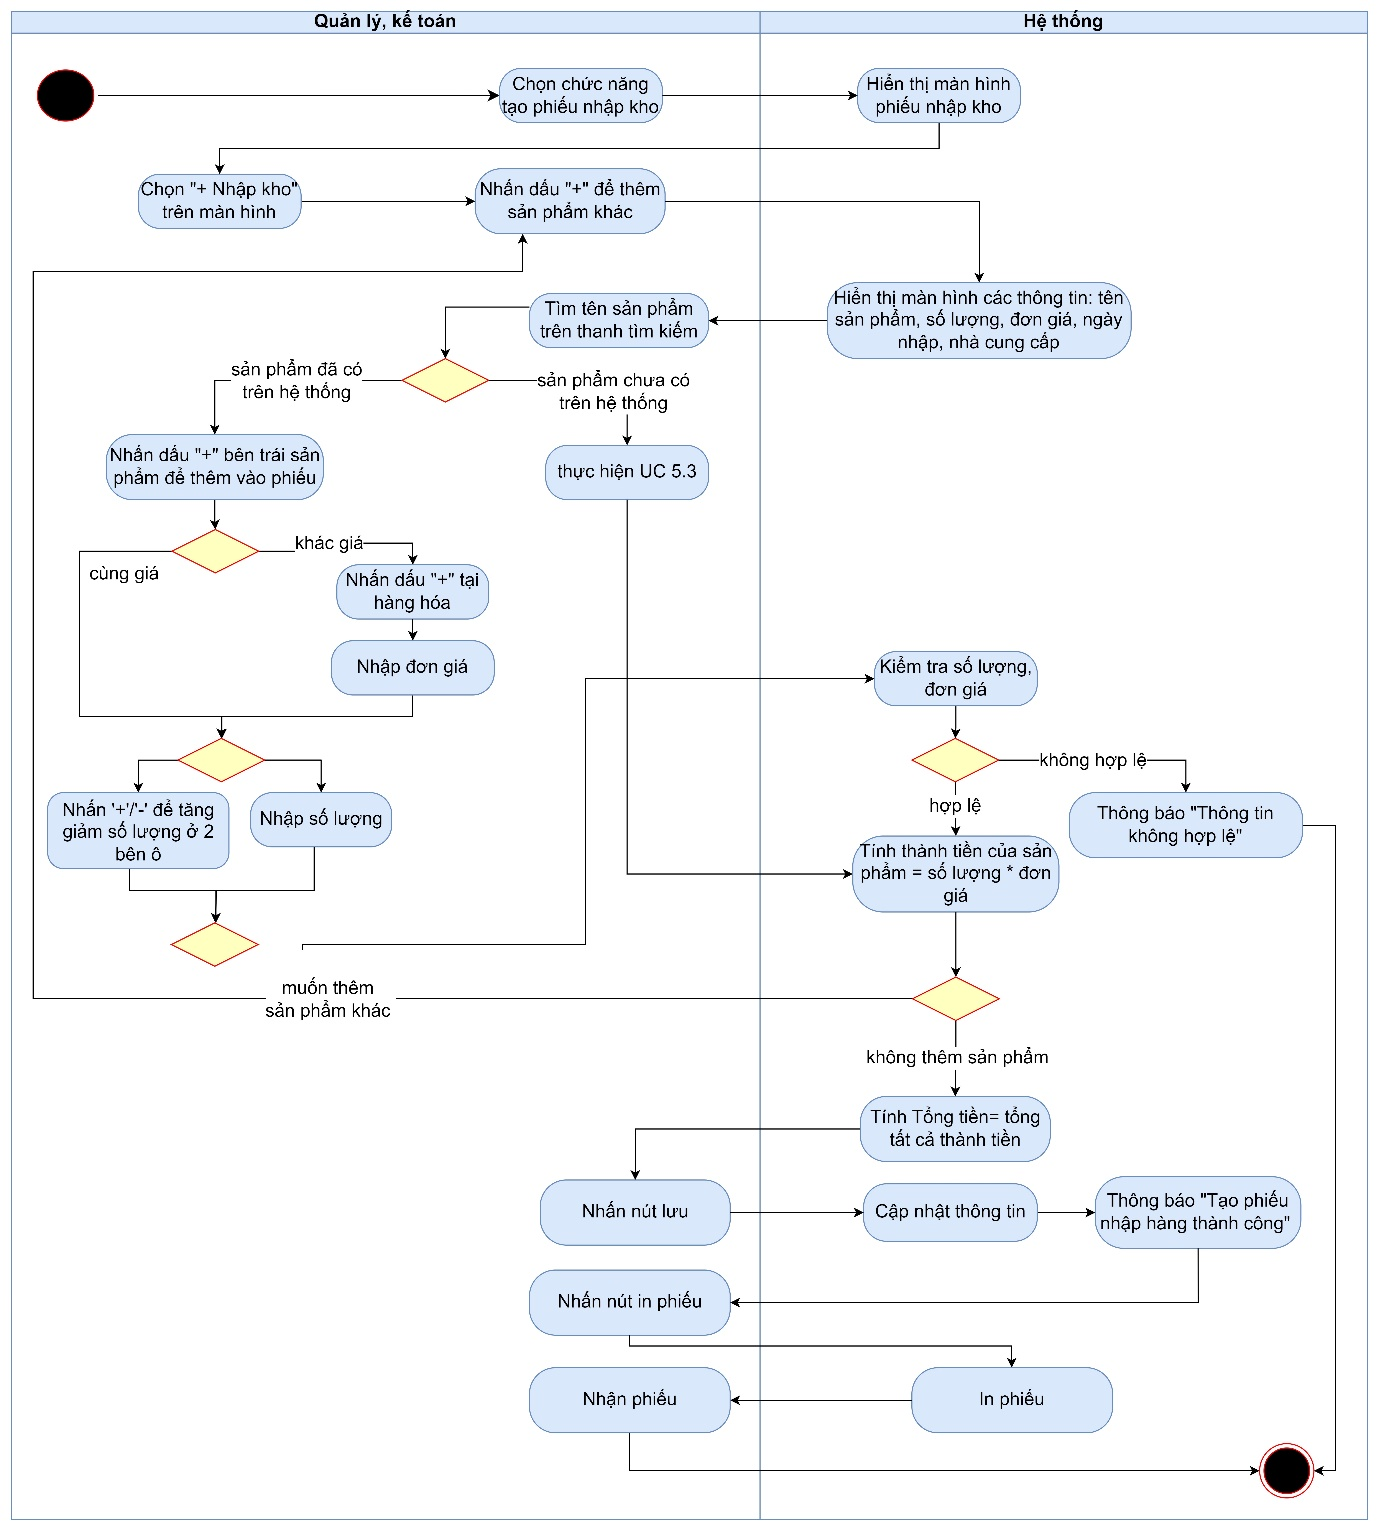 Quản lý, kế toán
Hệ thống
Chọn chức năng
tạo phiếu nhập kho
Hiển thị màn hình
phiếu nhập kho
Chọn "+ Nhập kho"
trên màn hình
Nhấn dấu "+" để thêm
sản phẩm khác
Hiển thị màn hình các thông tin: tên
sản phẩm, số lượng, đơn giá, ngày
nhập, nhà cung cấp
Tìm tên sản phẩm
trên thanh tìm kiếm
sản phẩm đã có
trên hệ thống
sản phẩm chưa có
trên hệ thống
Nhấn dấu "+" bên trái sản
phẩm để thêm vào phiếu
thực hiện UC 5.3
khác giá
cùng giá
Nhấn dấu "+" tại
hàng hóa
Nhập đơn giá
Kiểm tra số lượng,
đơn giá
không hợp lệ
hợp lệ
Nhấn '+'/'-' để tăng
giảm số lượng ở 2
bên ô
Nhập số lượng
Thông báo "Thông tin
không hợp lệ"
Tính thành tiền của sản
phẩm = số lượng * đơn
giá
muốn thêm
sản phẩm khác
không thêm sản phẩm
Tính Tổng tiền= tổng
tất cả thành tiền
Nhấn nút lưu
Cập nhật thông tin
Thông báo "Tạo phiếu
nhập hàng thành công"
Nhấn nút in phiếu
Nhận phiếu
In phiếu